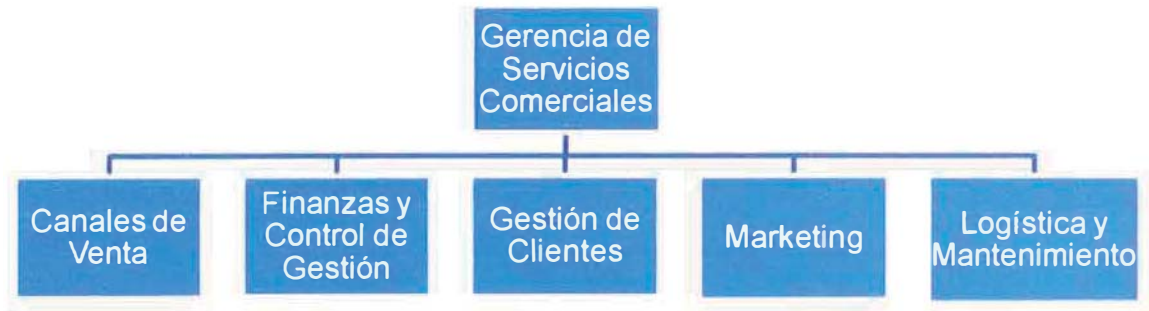 Gerencia de
Servicios
Comerciales
Canales de
Venta
Finanzas y
Control de
Gestión
Gestión de
Clientes
Marketing
Logística y
Mantenimiento